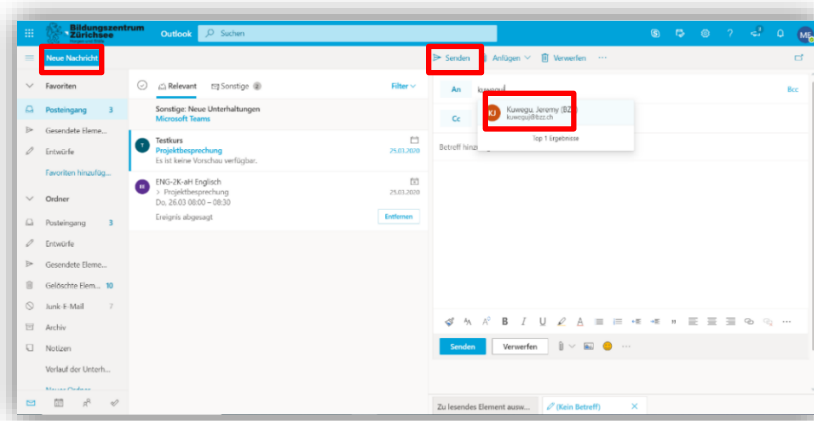 Bildungszentrum
Zürichsee
Outlook
Suchen
Neue Nachricht
Senden
Anfügen
Verwerfen
Favoriten
Relevant
Sonstige
Filter
An
kuwegu
Bcc
Posteingang 3
Sonstige: Neue Unterhaltungen
Microsoft Teams
KJ
Kuwegu, Jeremy (BZZ)
Cc
Gesendete Eleme...
Top 1 Ergebnisse
Entwürfe
Testkurs
Projektbesprechung
25.03.2020
Es ist keine Vorschau verfügbar.
Favoriten hinzufüg...
ENG-2K-aH Englisch
> Projektbesprechung
25.03.2020
Do. 26.03 08:00 – 08:30
Ereignis abgesagt
Entfernen
Ordner
Posteingang 3
Entwürfe
Gesendete Eleme...
Gelöschte Elem... 10
Junk-E-Mail 7
Archiv
Notizen
Verlauf der Unterh...
Senden
Verwerfen
Zu lesendes Element ausw...
(Kein Betreff)